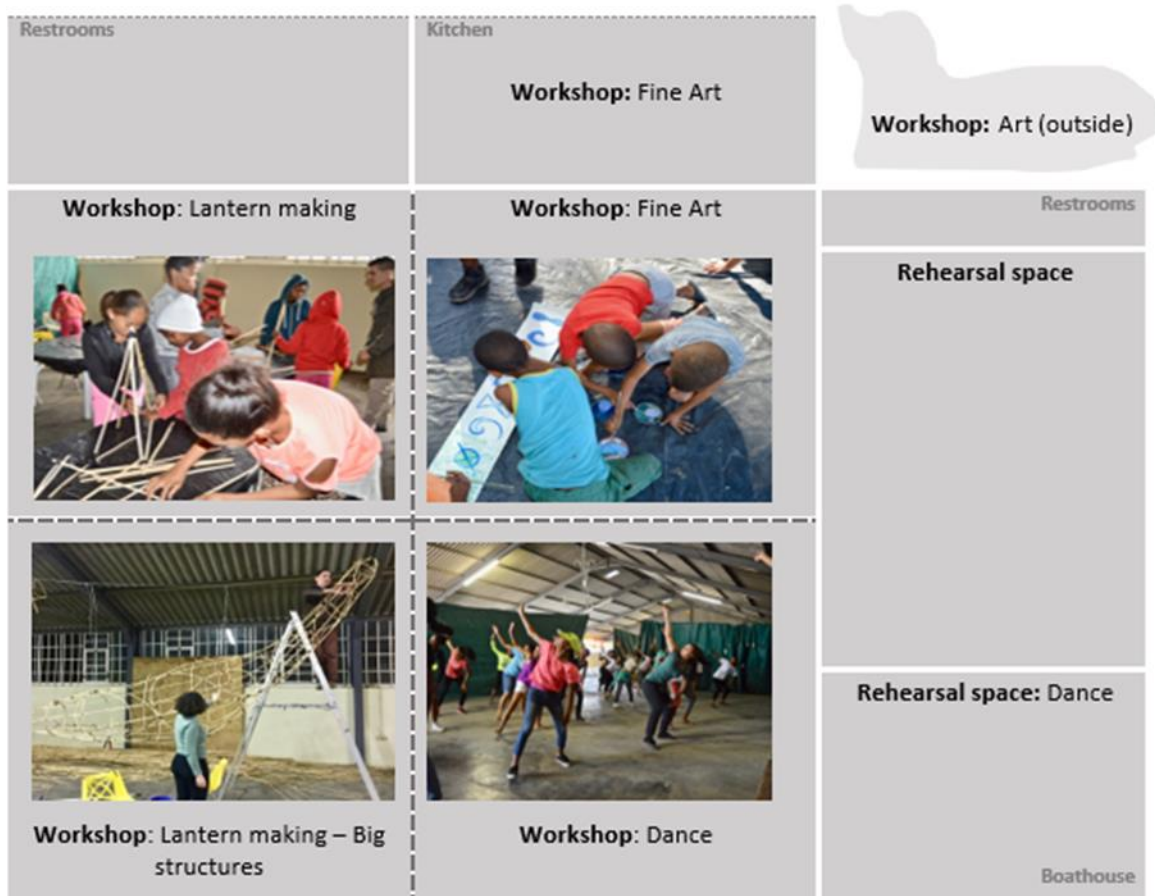 Restrooms
Kitchen
Workshop: Fine Art
Workshop: Art (outside)
Workshop: Lantern making
Workshop: Fine Art
Restrooms
Rehearsal space
Rehearsal space: Dance
Workshop: Lantern making – Big
structures
Workshop: Dance
Boathouse